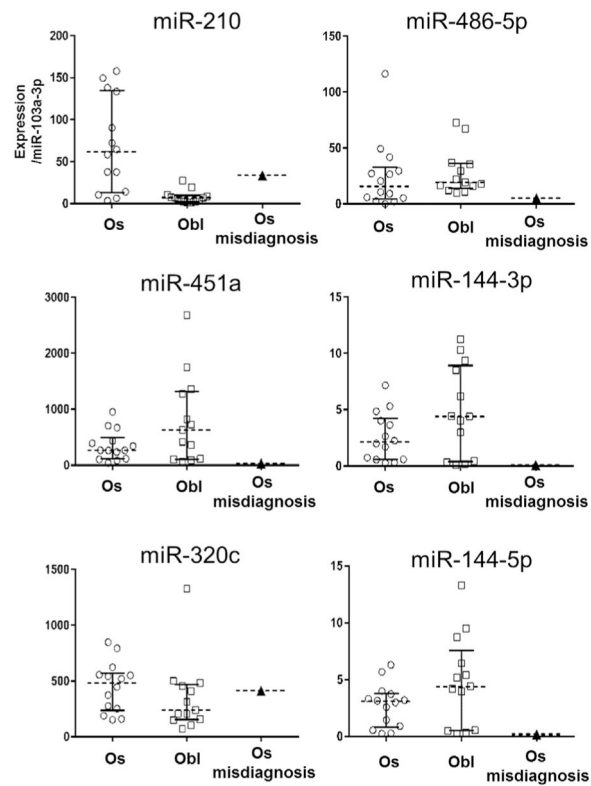 miR-210
Expression
/miR-103a-3p
200
150
100
50
0
Os
Obl
Os
misdiagnosis
miR-486-5p
150
100
50
0
Os
Obl
Os
misdiagnosis
miR-451a
3000
2000
1000
0
Os
Obl
Os
misdiagnosis
miR-144-3p
15
10
5
0
Os
Obl
Os
misdiagnosis
miR-320c
1500
1000
500
0
Os
Obl
Os
misdiagnosis
miR-144-5p
15
10
5
0
Os
Obl
Os
misdiagnosis